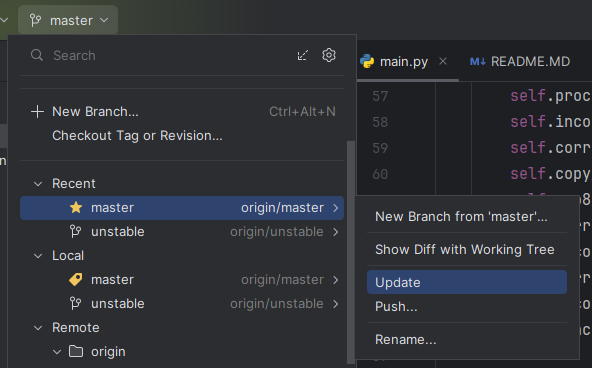 master
Search
main.py
README.MD
New Branch... Ctrl+Alt+N
Checkout Tag or Revision...
Recent
master origin/master
unstable origin/unstable
Local
master origin/master
unstable origin/unstable
Remote
origin
57 self.proc
58 self.inco
59 self.corr
60 self.copy
New Branch from 'master'...
Show Diff with Working Tree
Update
Push...
Rename...